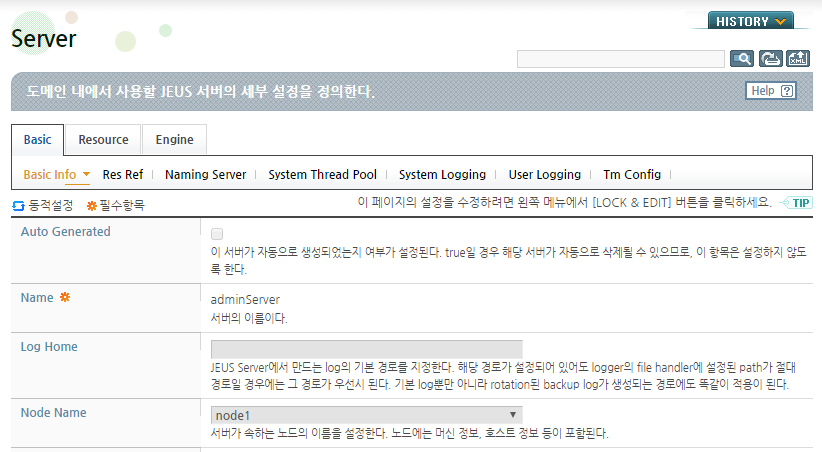 HISTORY
Server
XML
도메인 내에서 사용할 JEUS 서버의 세부 설정을 정의한다.
Help ?
Basic Resource Engine
Basic Info Res Ref Naming Server System Thread Pool System Logging User Logging Tm Config
동적설정 필수항목 이 페이지의 설정을 수정하려면 왼쪽 메뉴에서 [LOCK & EDIT] 버튼을 클릭하세요. TIP
Auto Generated
이 서버가 자동으로 생성되었는지 여부가 설정된다. true일 경우 해당 서버가 자동으로 삭제될 수 있으므로, 이 항목은 설정하지 않도
록 한다.
Name adminServer
서버의 이름이다.
Log Home
JEUS Server에서 만드는 log의 기본 경로를 지정한다. 해당 경로가 설정되어 있어도 logger의 file handler에 설정된 path가 절대
경로일 경우에는 그 경로가 우선시 된다. 기본 log뿐만 아니라 rotation된 backup log가 생성되는 경로에도 똑같이 적용이 된다.
Node Name node1
서버가 속하는 노드의 이름을 설정한다. 노드에는 머신 정보, 호스트 정보 등이 포함된다.